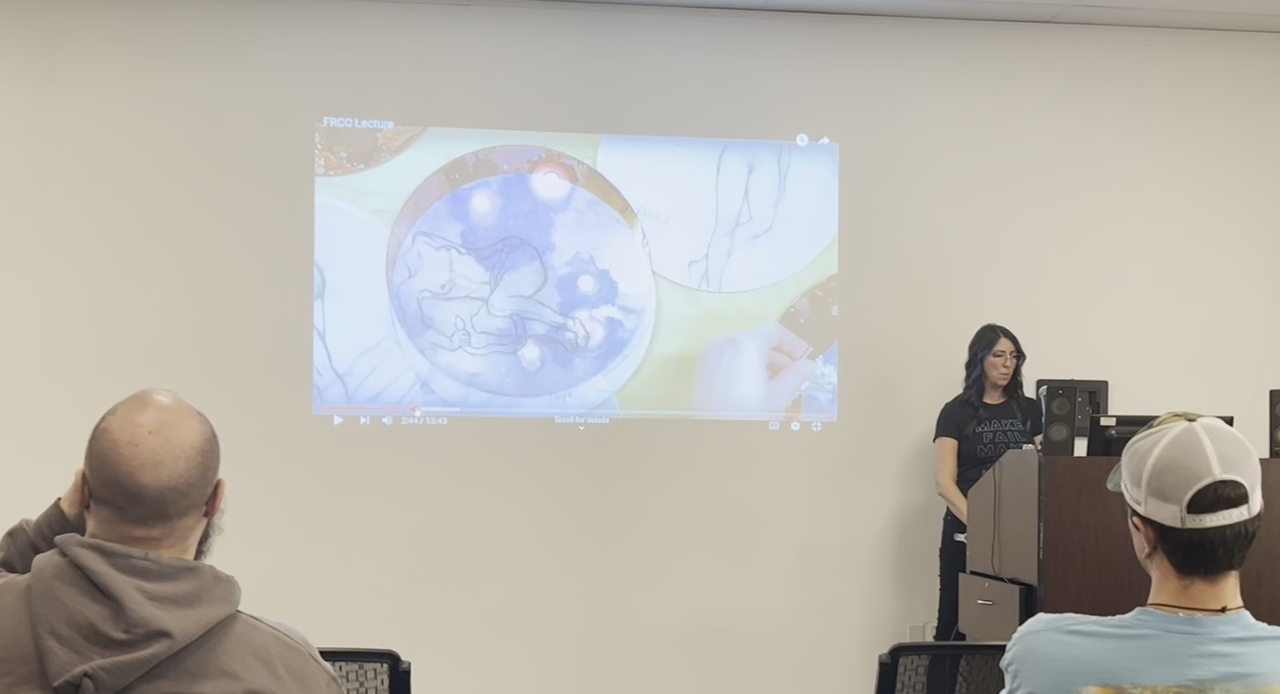 FRCC Lecture
2:44 / 15:43
Scroll for details
MAKE
FAIL
MAKE